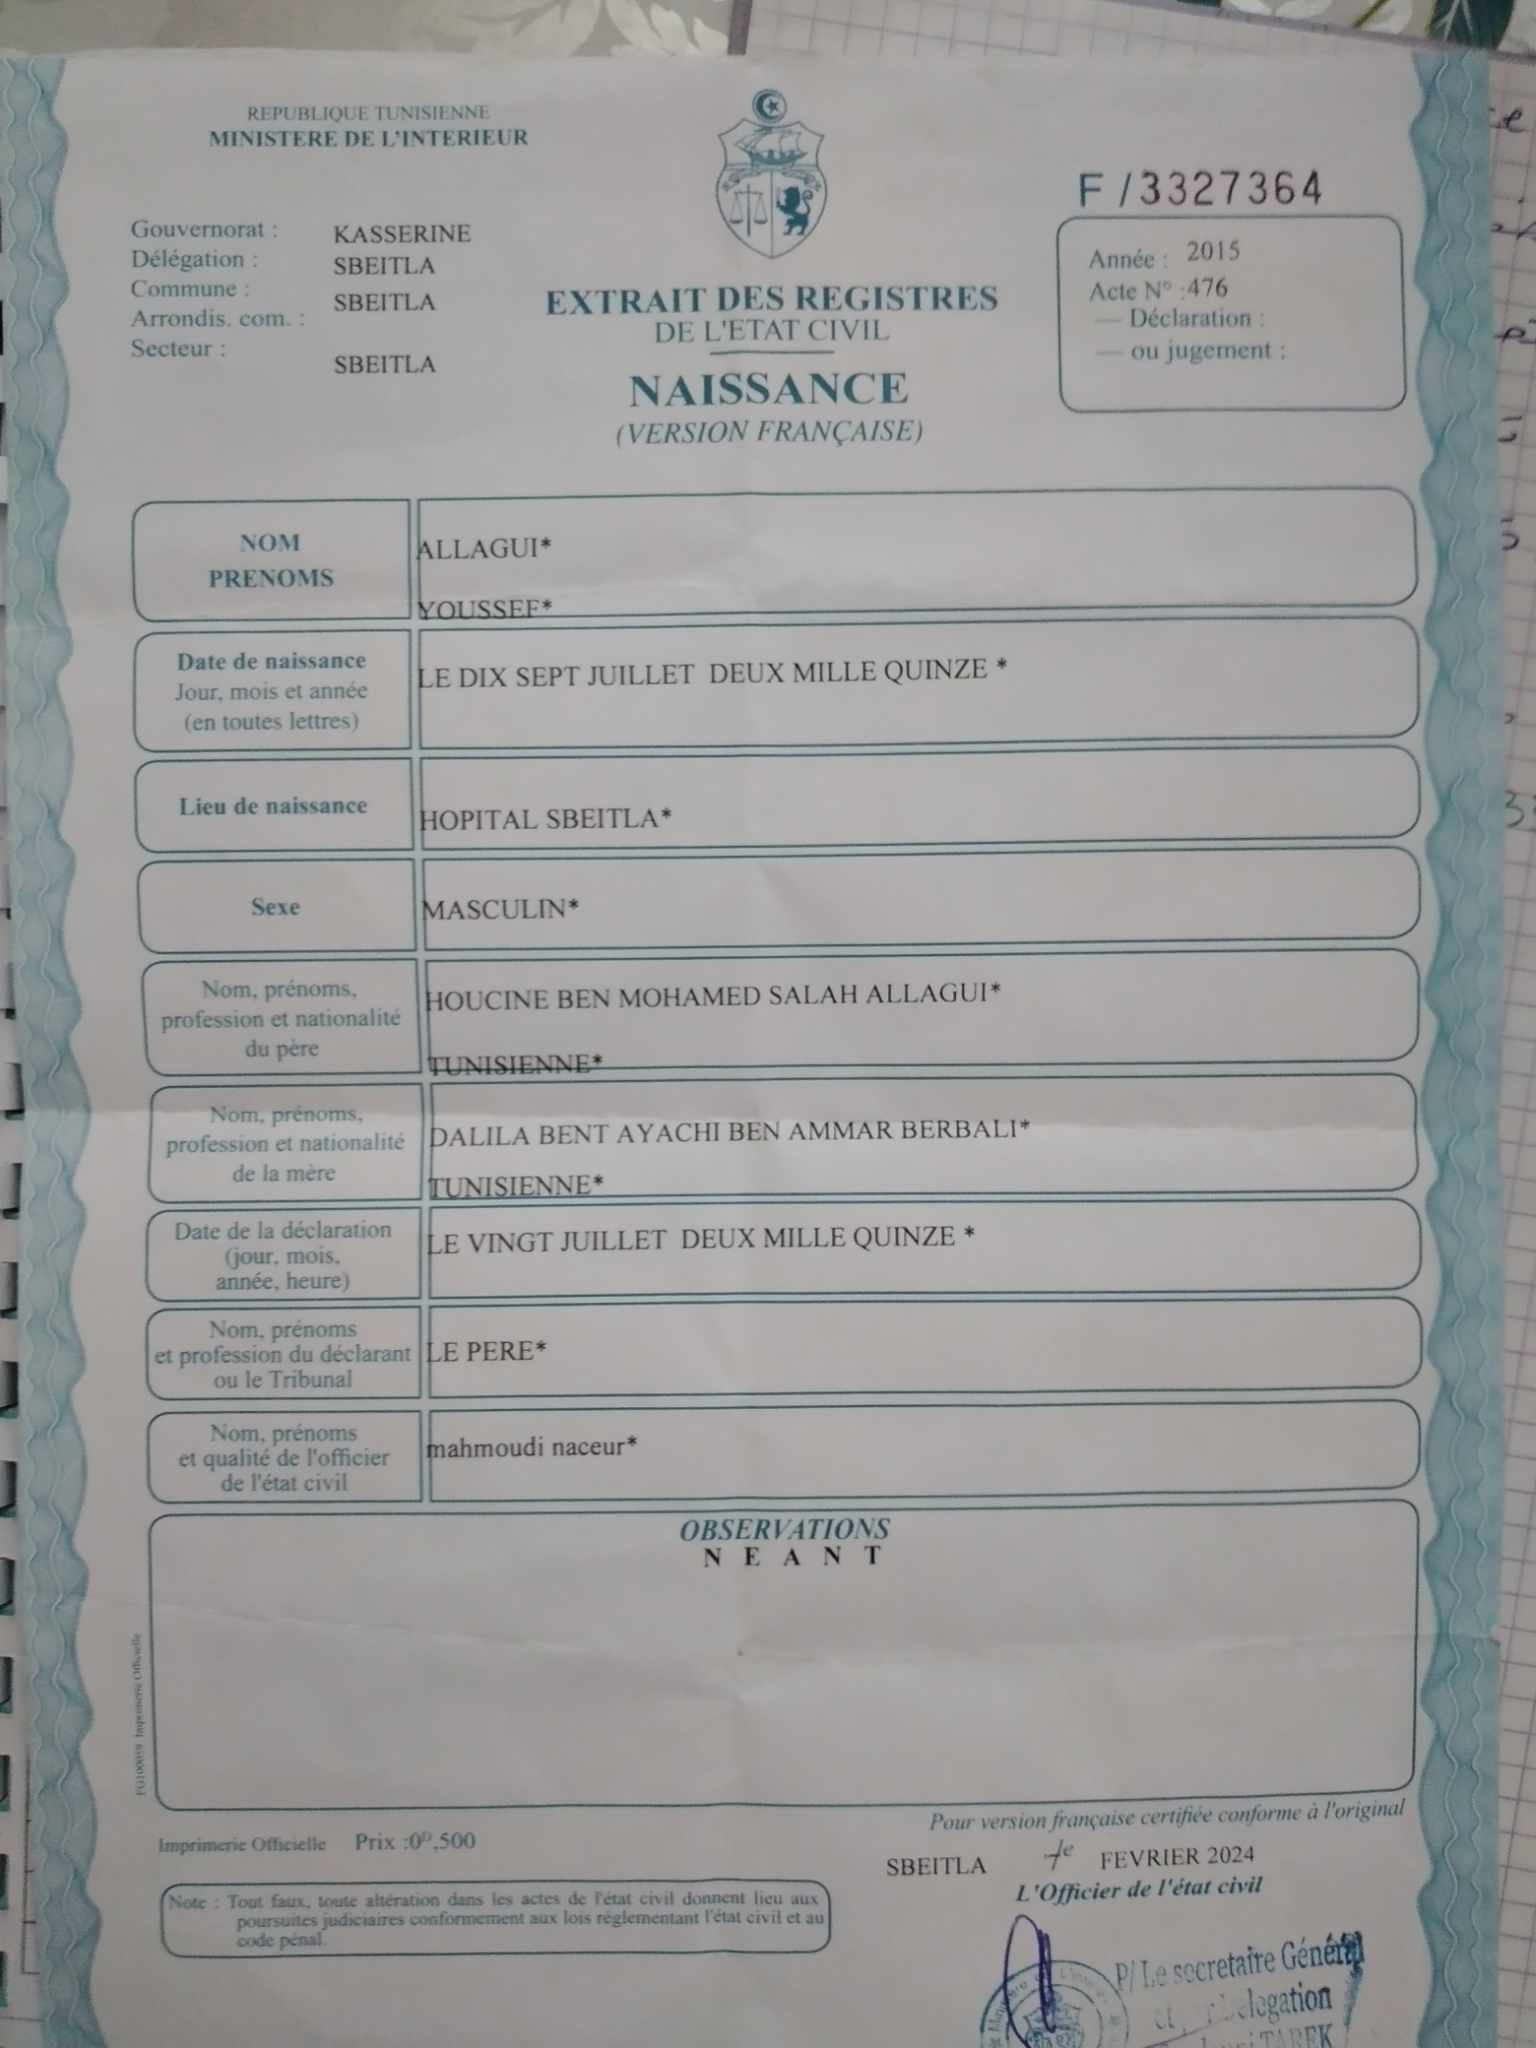 REPUBLIQUE TUNISIENNE
MINISTERE DE L'INTERIEUR
F / 3327364
Gouvernorat : KASSERINE
Délégation : SBEITLA
Commune : SBEITLA
Arrondis. com. :
Secteur : SBEITLA
EXTRAIT DES REGISTRES
DE L'ETAT CIVIL
NAISSANCE
(VERSION FRANÇAISE)
Année : 2015
Acte N° :476
— Déclaration :
— ou jugement :
NOM
PRENOMS
ALLAGUI*
YOUSSEF*
Date de naissance
Jour, mois et année
(en toutes lettres)
LE DIX SEPT JUILLET DEUX MILLE QUINZE *
Lieu de naissance
HOPITAL SBEITLA*
Sexe
MASCULIN*
Nom, prénoms,
profession et nationalité
du père
HOUCINE BEN MOHAMED SALAH ALLAGUI*
TUNISIENNE*
Nom, prénoms,
profession et nationalité
de la mère
DALILA BENT AYACHI BEN AMMAR BERBALI*
TUNISIENNE*
Date de la déclaration
(jour, mois,
année, heure)
LE VINGT JUILLET DEUX MILLE QUINZE *
Nom, prénoms
et profession du déclarant
ou le Tribunal
LE PERE*
Nom, prénoms
et qualité de l'officier
de l'état civil
mahmoudi naceur*
OBSERVATIONS
N E A N T
Imprimerie Officielle
Imprimerie Officielle Prix :0ᴰ,500
Pour version française certifiée conforme à l'original
SBEITLA FEVRIER 2024
L'Officier de l'état civil
Note : Tout faux, toute altération dans les actes de l'état civil donnent lieu aux
poursuites judiciaires conformement aux lois réglementant l'état civil et au
code pénal.
P/ Le secretaire Général
TAREK